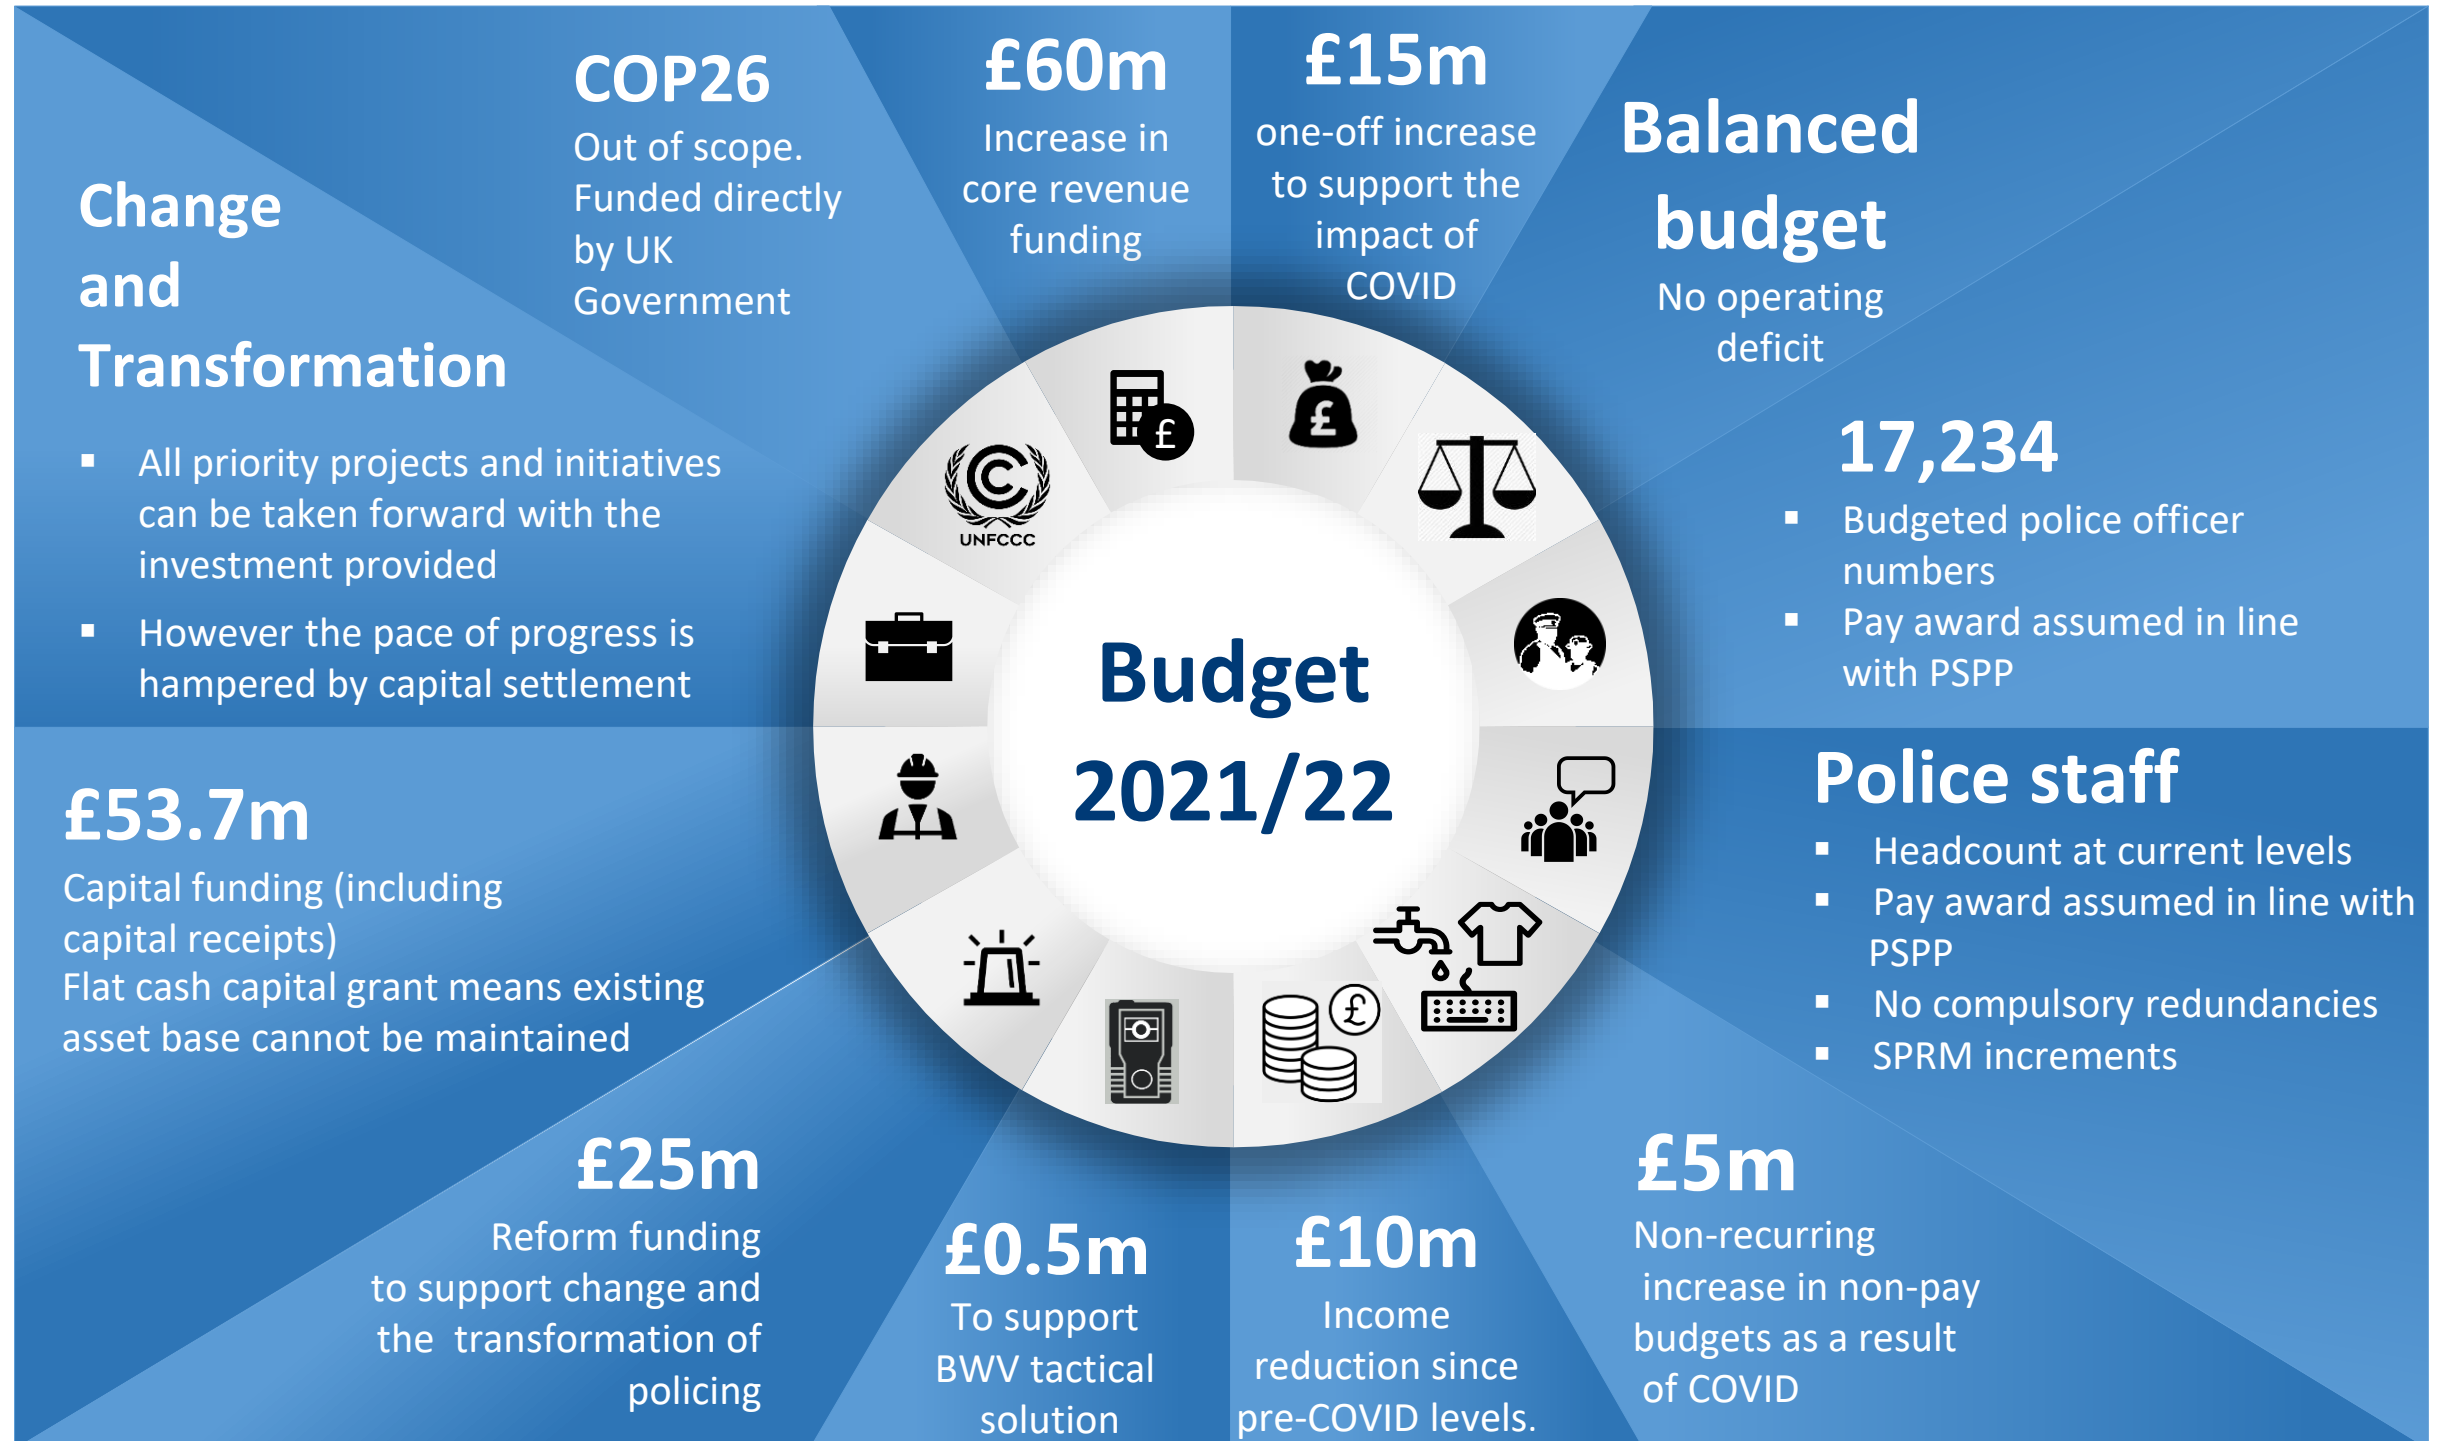 COP26
Out of scope.
Funded directly
by UK
Government
£60m
Increase in
core revenue
funding
£15m
one-off increase
to support the
impact of
COVID
Balanced
budget
No operating
deficit
17,234
▪ Budgeted police officer
numbers
▪ Pay award assumed in line
with PSPP
Police staff
▪ Headcount at current levels
▪ Pay award assumed in line with
PSPP
▪ No compulsory redundancies
▪ SPRM increments
£5m
Non-recurring
increase in non-pay
budgets as a result
of COVID
£10m
Income
reduction since
pre-COVID levels.
£0.5m
To support
BWV tactical
solution
£25m
Reform funding
to support change and
the transformation of
policing
£53.7m
Capital funding (including
capital receipts)
Flat cash capital grant means existing
asset base cannot be maintained
Change
and
Transformation
▪ All priority projects and initiatives
can be taken forward with the
investment provided
▪ However the pace of progress is
hampered by capital settlement
£
£
UNFCCC
£
Budget
2021/22